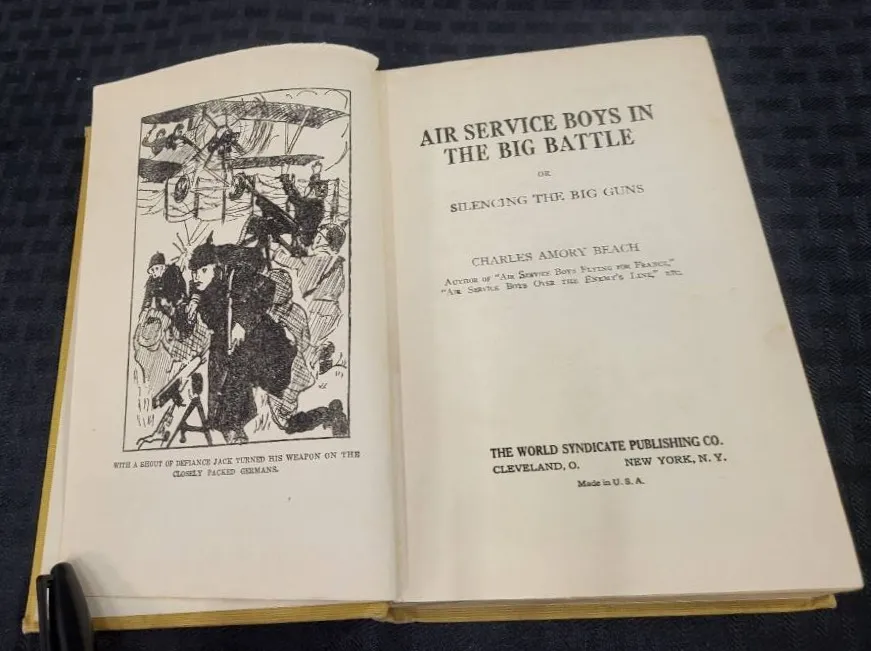 WITH A SHOUT OF DEFIANCE JACK TURNED HIS WEAPON ON THE
CLOSELY PACKED GERMANS.
AIR SERVICE BOYS IN
THE BIG BATTLE
OR
SILENCING THE BIG GUNS
CHARLES AMORY BEACH
AUTHOR OF "AIR SERVICE BOYS FLYING FOR FRANCE,"
"AIR SERVICE BOYS OVER THE ENEMY'S LINE," ETC.
THE WORLD SYNDICATE PUBLISHING CO.
CLEVELAND, O. NEW YORK, N. Y.
Made in U. S. A.